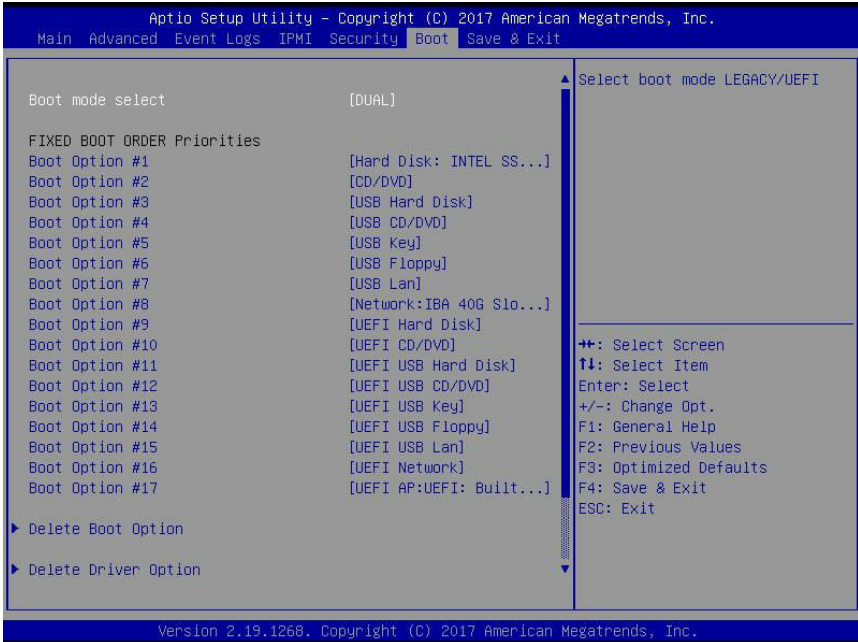 Aptio Setup Utility – Copyright (C) 2017 American Megatrends, Inc.
Main Advanced Event Logs IPMI Security Boot Save & Exit
Boot mode select [DUAL]
FIXED BOOT ORDER Priorities
Boot Option #1 [Hard Disk: INTEL SS...]
Boot Option #2 [CD/DVD]
Boot Option #3 [USB Hard Disk]
Boot Option #4 [USB CD/DVD]
Boot Option #5 [USB Key]
Boot Option #6 [USB Floppy]
Boot Option #7 [USB Lan]
Boot Option #8 [Network:IBA 40G Slo...]
Boot Option #9 [UEFI Hard Disk]
Boot Option #10 [UEFI CD/DVD]
Boot Option #11 [UEFI USB Hard Disk]
Boot Option #12 [UEFI USB CD/DVD]
Boot Option #13 [UEFI USB Key]
Boot Option #14 [UEFI USB Floppy]
Boot Option #15 [UEFI USB Lan]
Boot Option #16 [UEFI Network]
Boot Option #17 [UEFI AP:UEFI: Built...]
Delete Boot Option
Delete Driver Option
Select boot mode LEGACY/UEFI
→←: Select Screen
↑↓: Select Item
Enter: Select
+/-: Change Opt.
F1: General Help
F2: Previous Values
F3: Optimized Defaults
F4: Save & Exit
ESC: Exit
Version 2.19.1268. Copyright (C) 2017 American Megatrends, Inc.